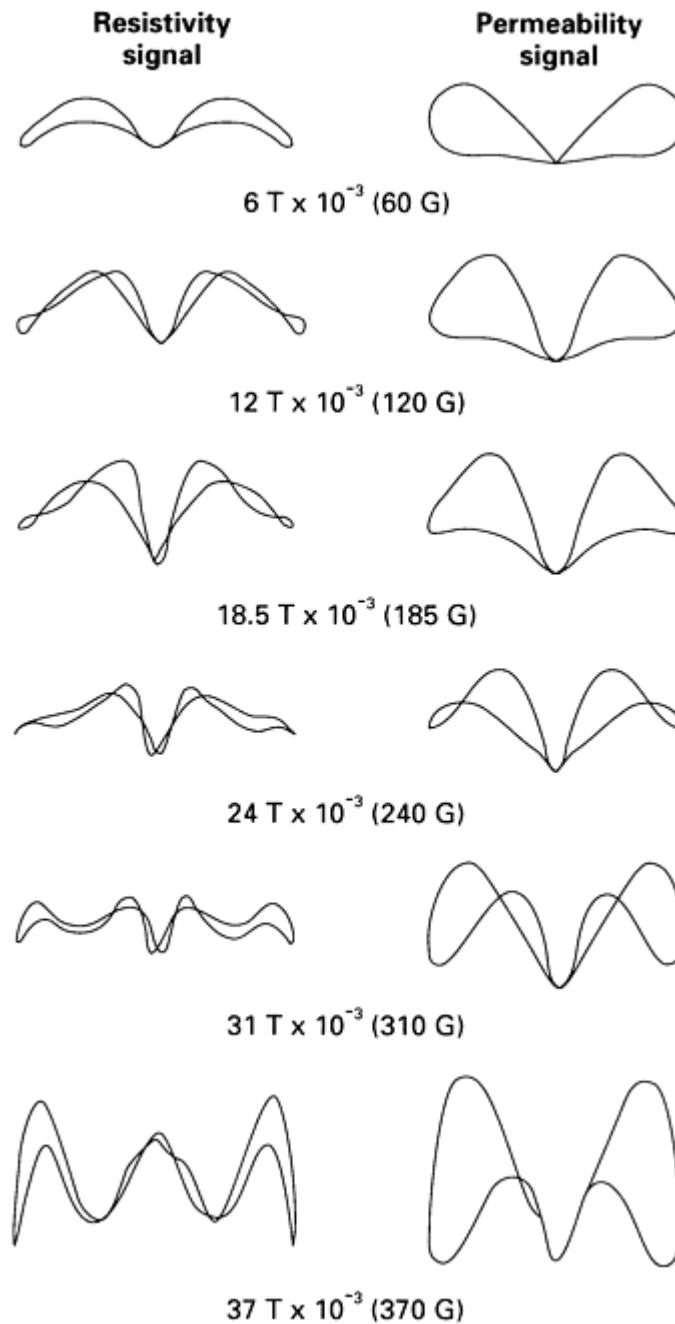 Resistivity
signal
Permeability
signal
6 T x 10⁻³ (60 G)
12 T x 10⁻³ (120 G)
18.5 T x 10⁻³ (185 G)
24 T x 10⁻³ (240 G)
31 T x 10⁻³ (310 G)
37 T x 10⁻³ (370 G)